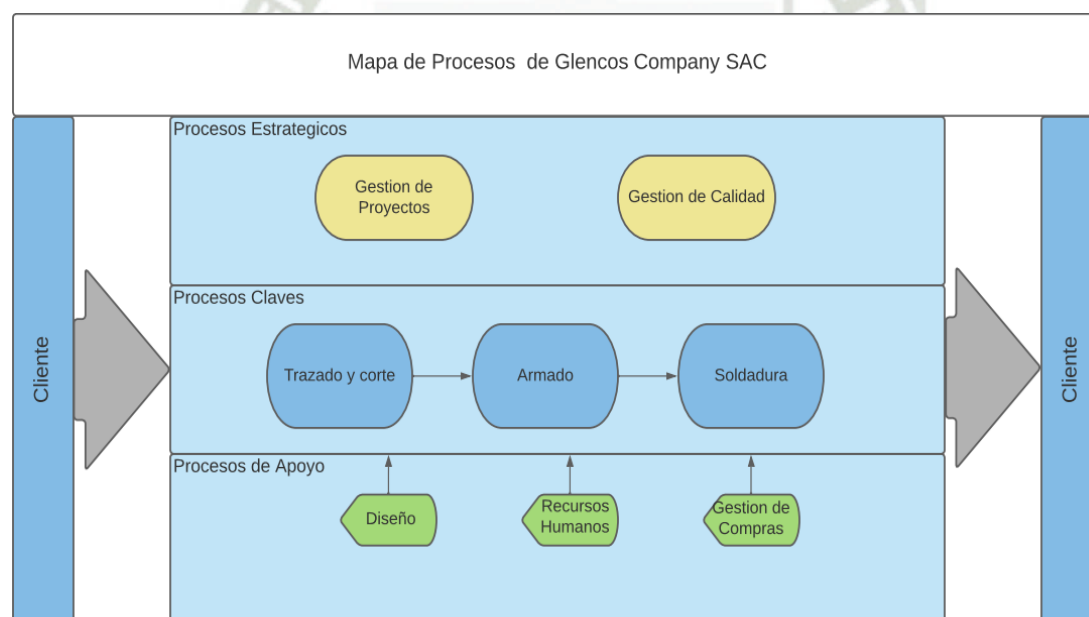 Mapa de Procesos de Glencos Company SAC
Cliente
Procesos Estrategicos
Gestion de
Proyectos
Gestion de Calidad
Procesos Claves
Trazado y corte
Armado
Soldadura
Procesos de Apoyo
Diseño
Recursos
Humanos
Gestion de
Compras
Cliente